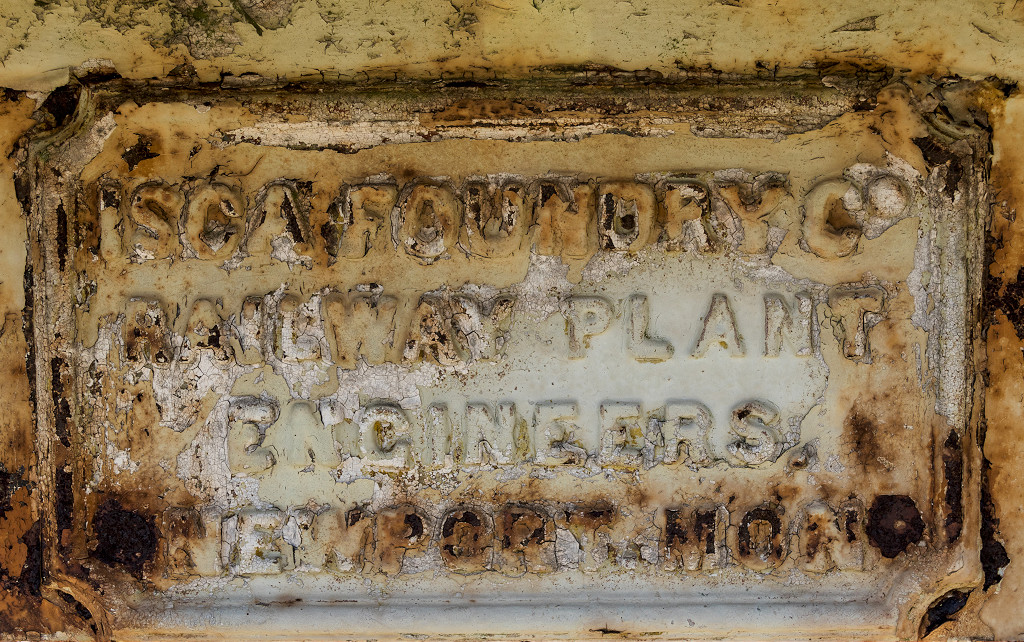 ISCA FOUNDRY Co
RAILWAY PLANT
ENGINEERS,
NEWPORT. MON.